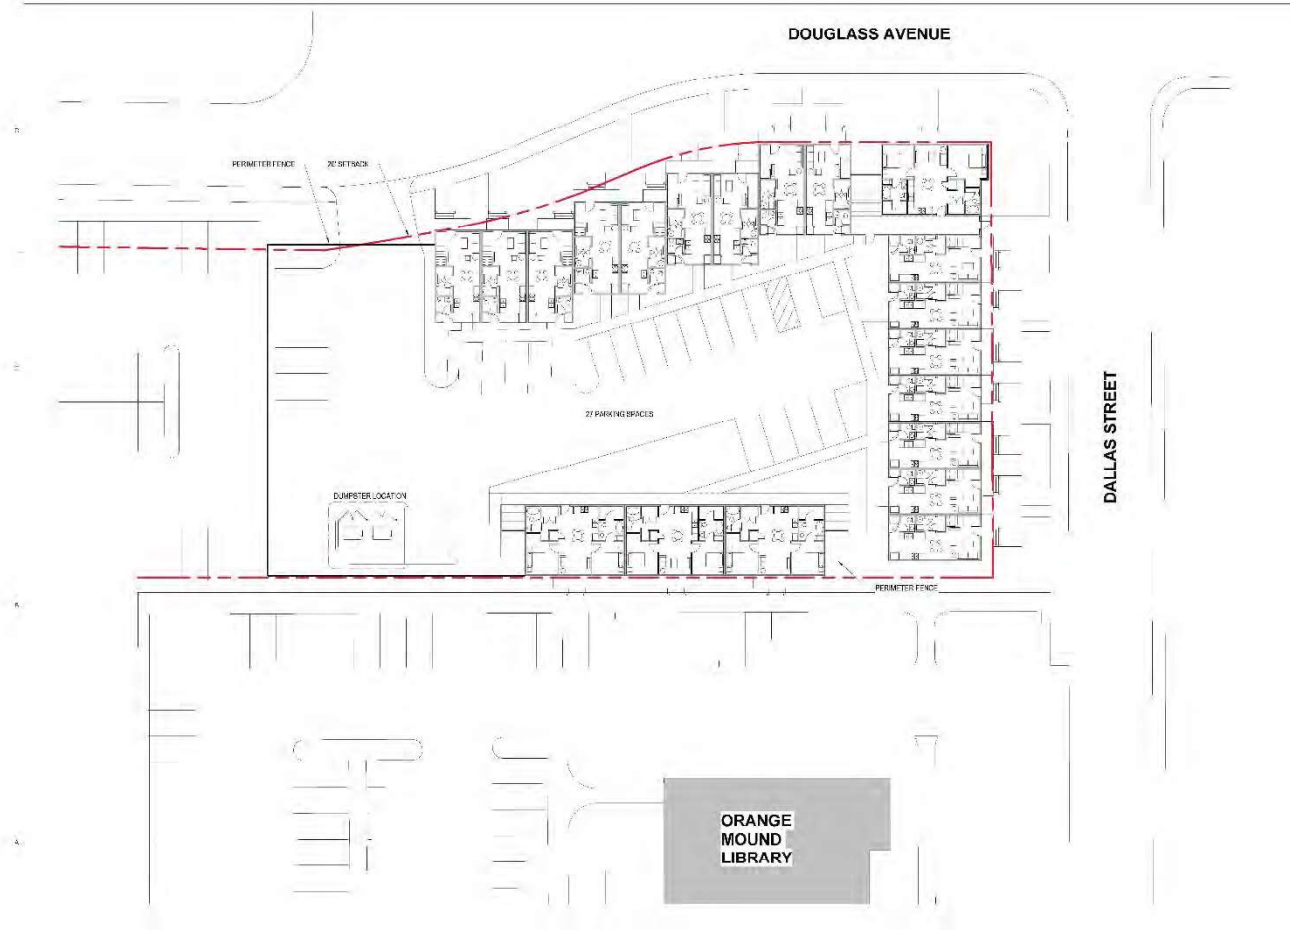 DOUGLASS AVENUE
PERIMETER FENCE
20' SETBACK
27 PARKING SPACES
DALLAS STREET
DUMPSTER LOCATION
PERIMETER FENCE
ORANGE
MOUND
LIBRARY